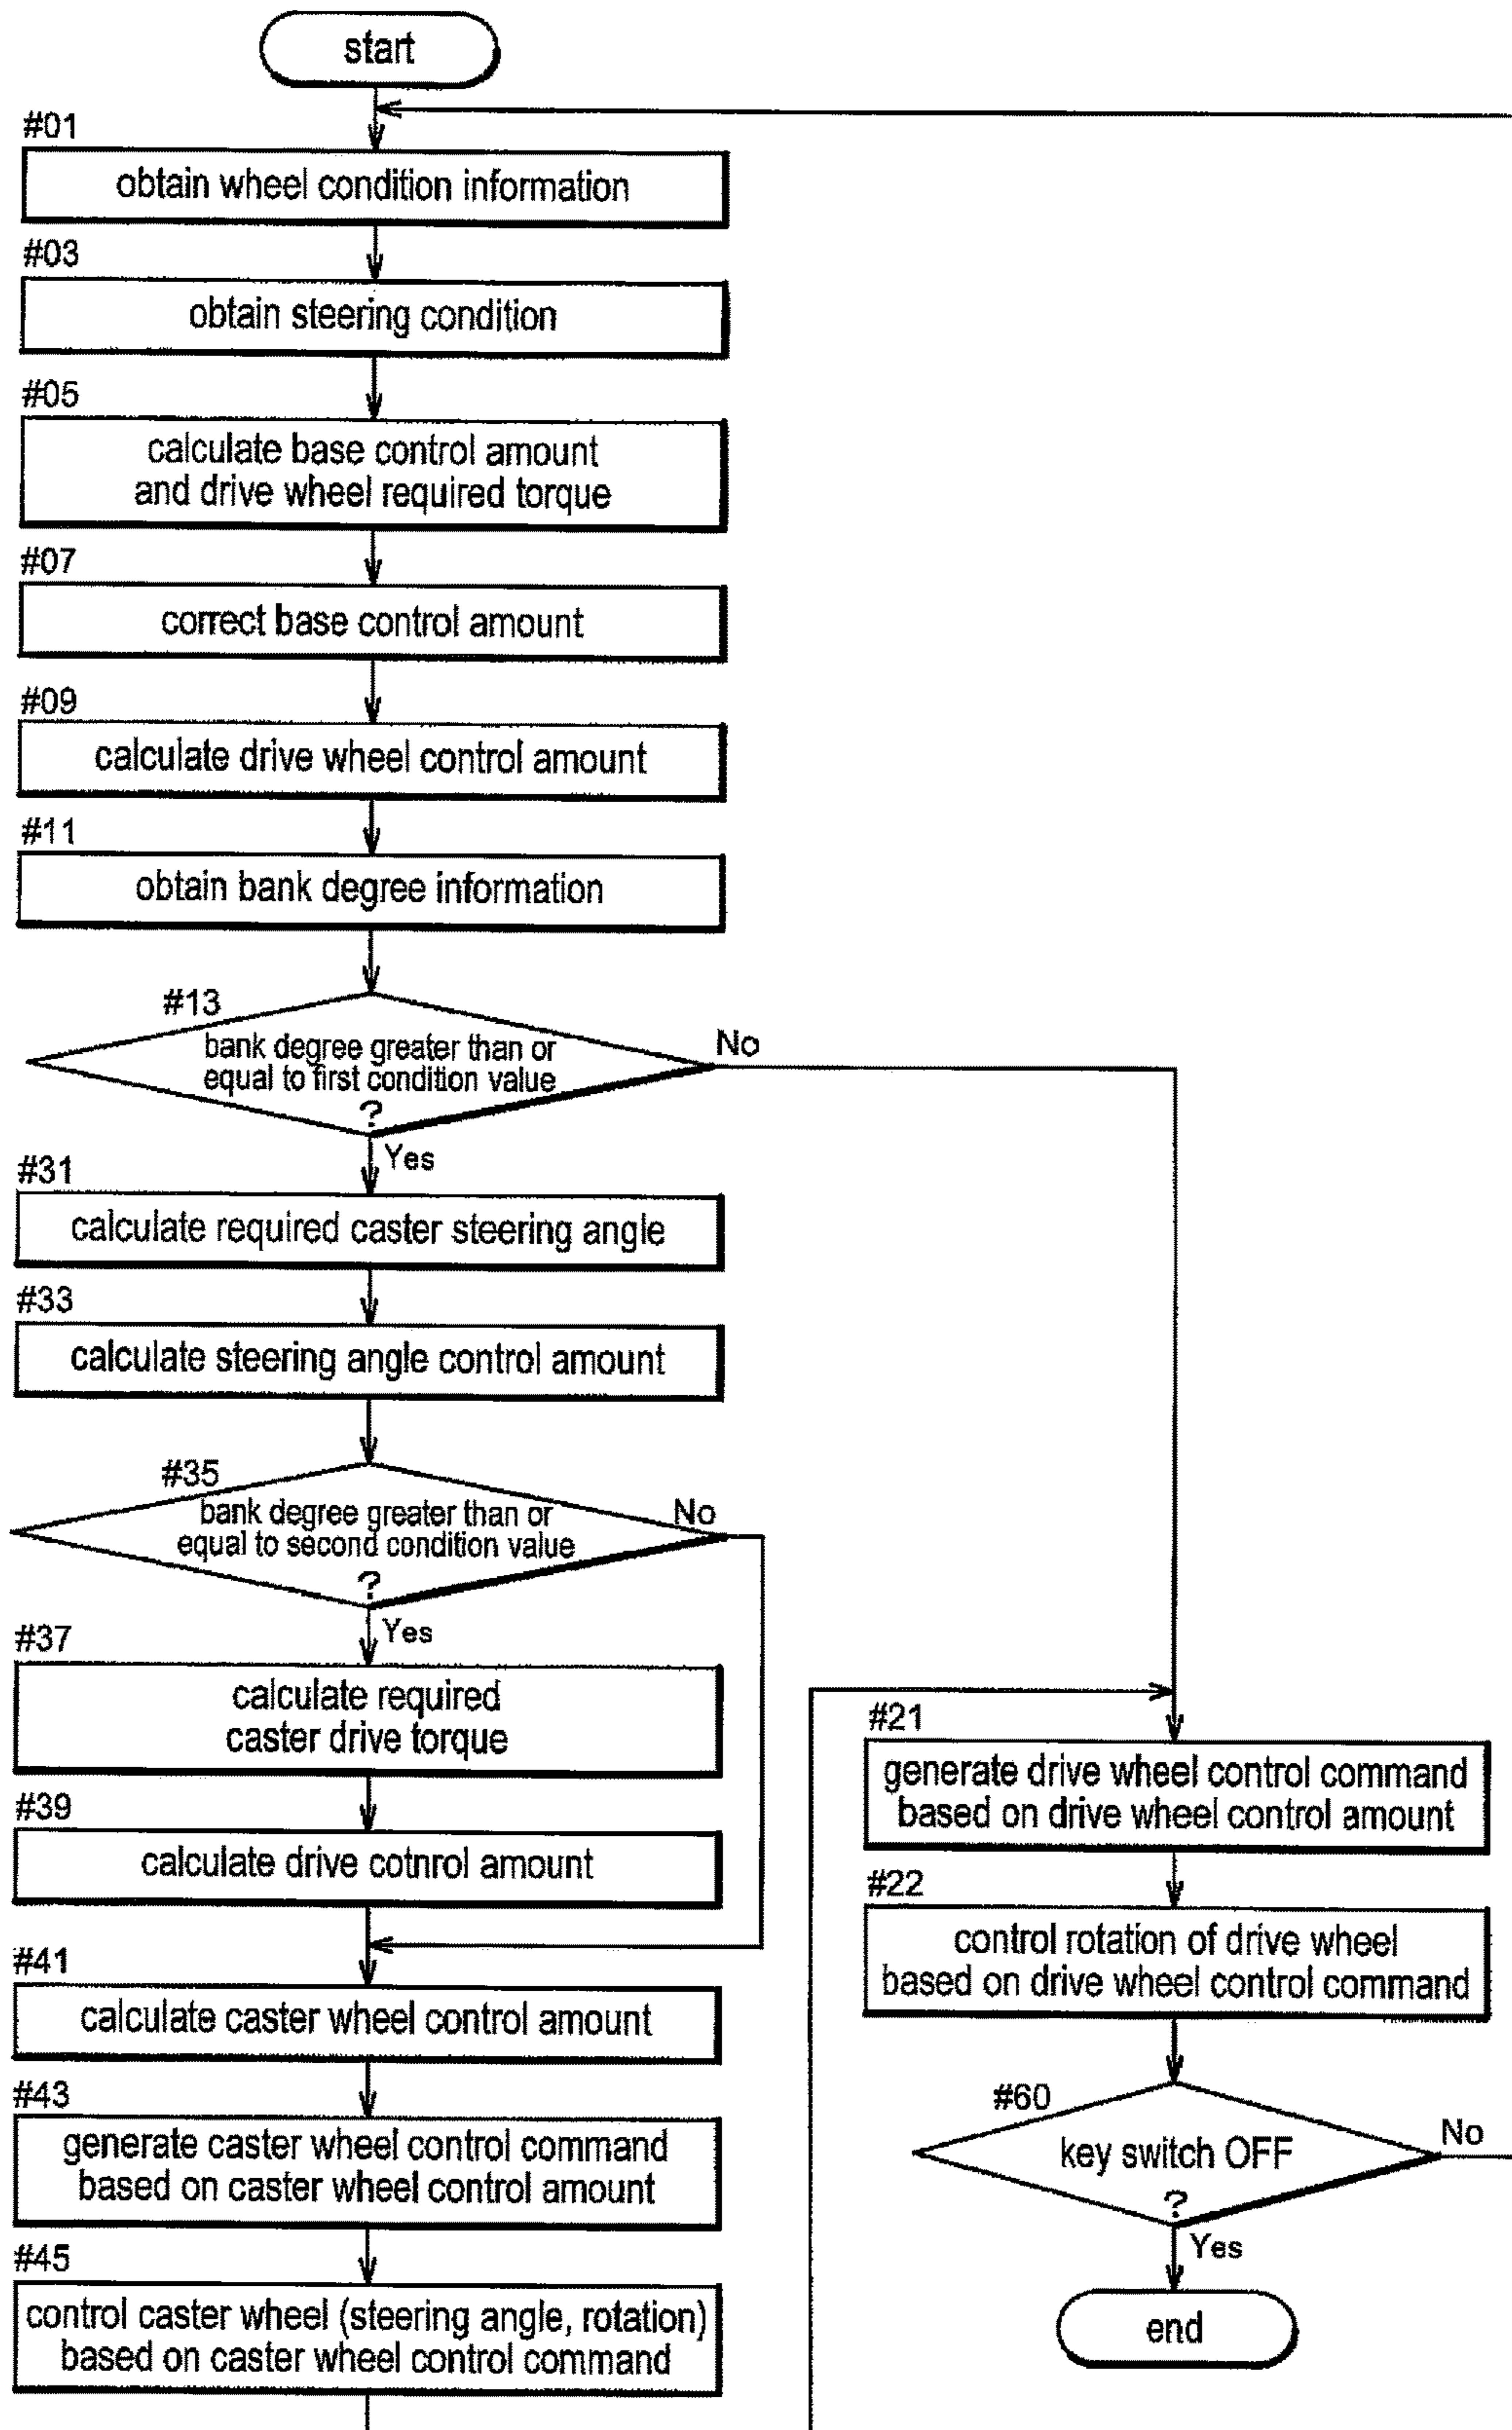 start
#01
obtain wheel condition information
#03
obtain steering condition
#05
calculate base control amount
and drive wheel required torque
#07
correct base control amount
#09
calculate drive wheel control amount
#11
obtain bank degree information
#13
bank degree greater than or
equal to first condition value
?
No
Yes
#31
calculate required caster steering angle
#33
calculate steering angle control amount
#35
bank degree greater than or
equal to second condition value
?
No
Yes
#37
calculate required
caster drive torque
#39
calculate drive cotnrol amount
#41
calculate caster wheel control amount
#43
generate caster wheel control command
based on caster wheel control amount
#45
control caster wheel (steering angle, rotation)
based on caster wheel control command
#21
generate drive wheel control command
based on drive wheel control amount
#22
control rotation of drive wheel
based on drive wheel control command
#60
key switch OFF
?
No
Yes
end